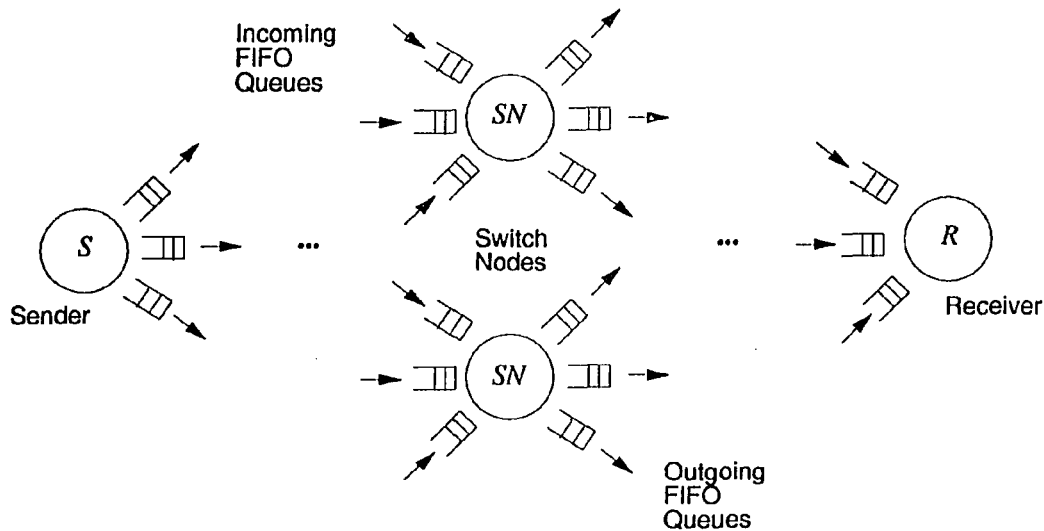 Incoming
FIFO
Queues
SN
S
Sender
...
Switch
Nodes
...
R
Receiver
SN
Outgoing
FIFO
Queues